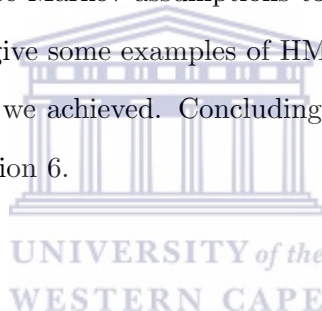 Markov assumptions to
give some examples of HM
we achieved. Concluding
ion 6.
UNIVERSITY of the
WESTERN CAPE